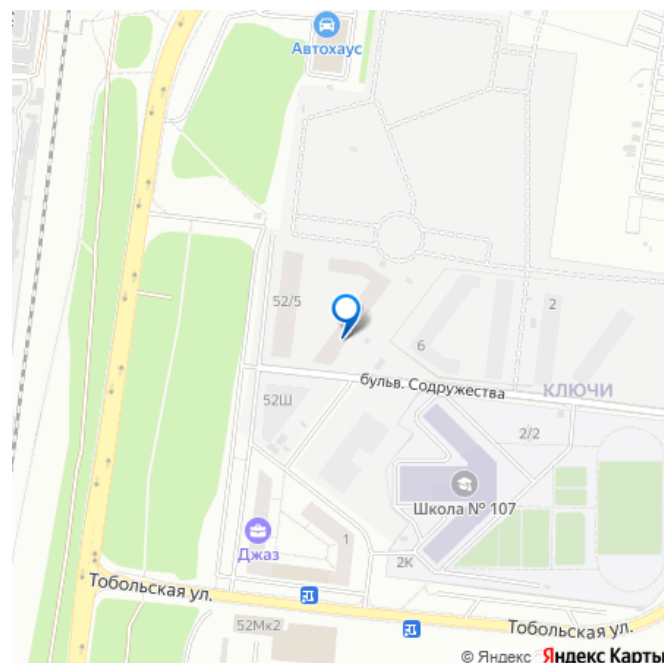 Автохаус
52/5
2
6
бульв. Содружества
КЛЮЧИ
52Ш
2/2
Школа № 107
Джаз
1
2К
Тобольская ул.
52Мк2
Тобольская ул.
© Яндекс Яндекс Карты